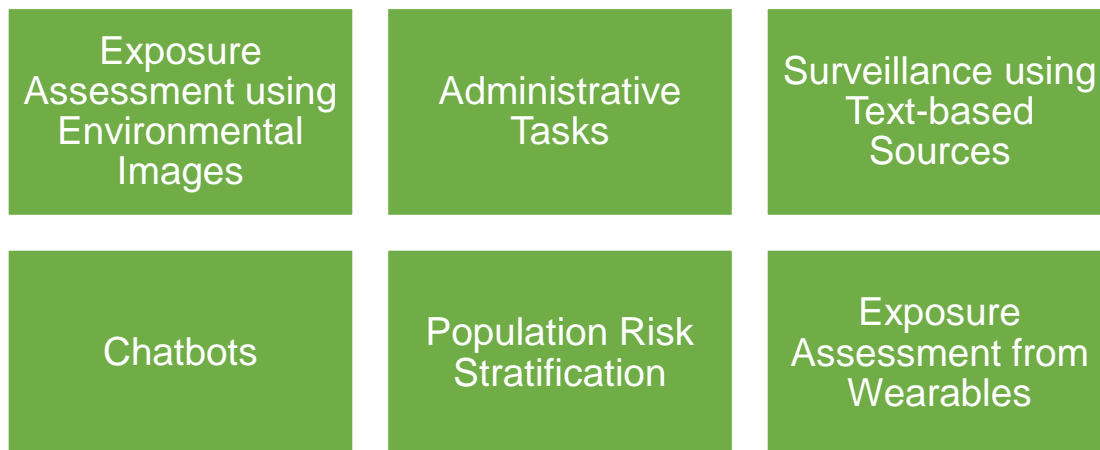 Exposure
Assessment using
Environmental
Images
Administrative
Tasks
Surveillance using
Text-based
Sources
Chatbots
Population Risk
Stratification
Exposure
Assessment from
Wearables